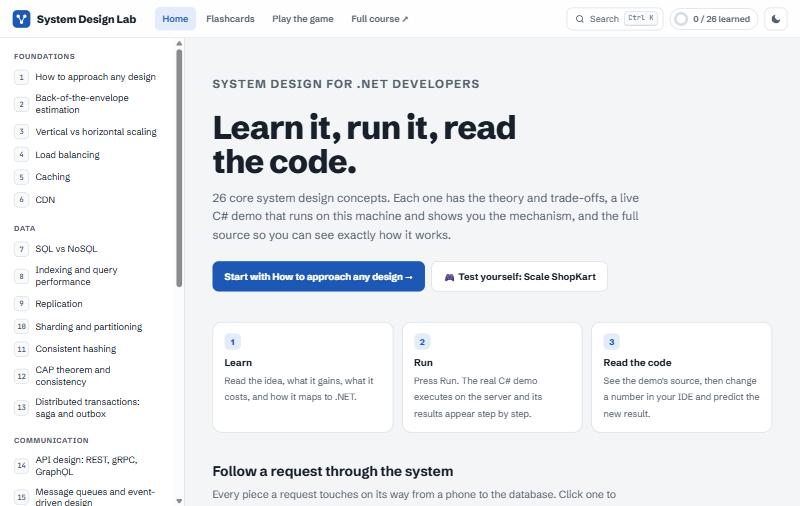 System Design Lab
Home
Flashcards
Play the game
Full course ↗
Search
Ctrl K
0 / 26 learned
FOUNDATIONS
1 How to approach any design
2 Back-of-the-envelope
estimation
3 Vertical vs horizontal scaling
4 Load balancing
5 Caching
6 CDN
DATA
7 SQL vs NoSQL
8 Indexing and query
performance
9 Replication
10 Sharding and partitioning
11 Consistent hashing
12 CAP theorem and
consistency
13 Distributed transactions:
saga and outbox
COMMUNICATION
14 API design: REST, gRPC,
GraphQL
15 Message queues and event-
driven design
SYSTEM DESIGN FOR .NET DEVELOPERS
Learn it, run it, read
the code.
26 core system design concepts. Each one has the theory and trade-offs, a live
C# demo that runs on this machine and shows you the mechanism, and the full
source so you can see exactly how it works.
Start with How to approach any design →
🎮 Test yourself: Scale ShopKart
1
Learn
Read the idea, what it gains, what it
costs, and how it maps to .NET.
2
Run
Press Run. The real C# demo
executes on the server and its
results appear step by step.
3
Read the code
See the demo's source, then change
a number in your IDE and predict the
new result.
Follow a request through the system
Every piece a request touches on its way from a phone to the database. Click one to